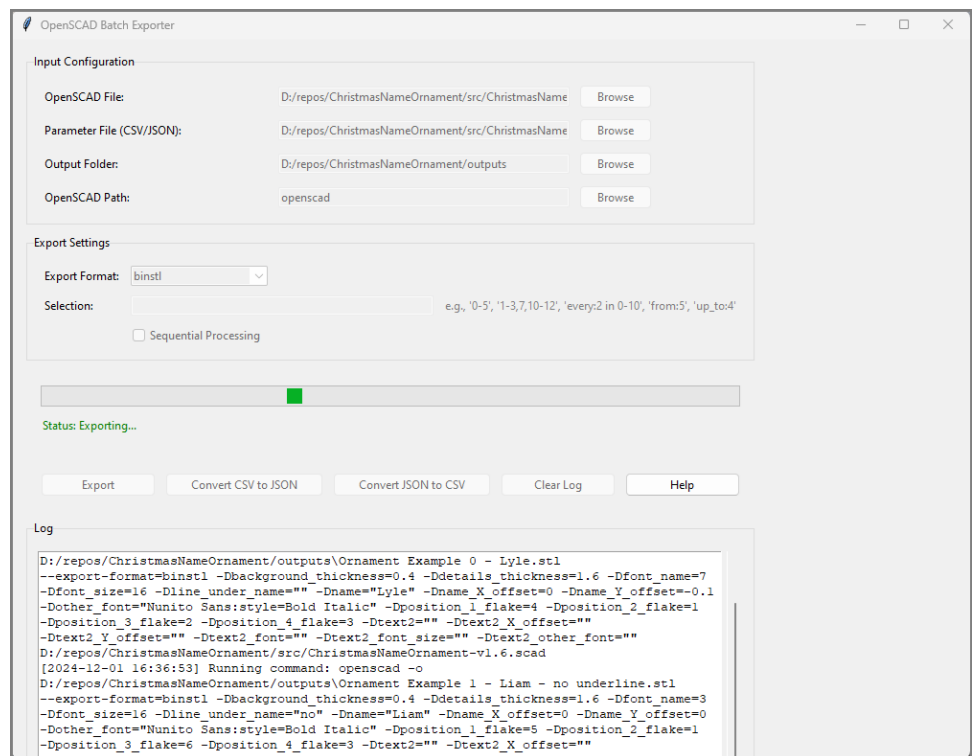 OpenSCAD Batch Exporter
Input Configuration
OpenSCAD File: D:/repos/ChristmasNameOrnament/src/ChristmasName Browse
Parameter File (CSV/JSON): D:/repos/ChristmasNameOrnament/src/ChristmasName Browse
Output Folder: D:/repos/ChristmasNameOrnament/outputs Browse
OpenSCAD Path: openscad Browse
Export Settings
Export Format: binstl
Selection: e.g., '0-5', '1-3,7,10-12', 'every:2 in 0-10', 'from:5', 'up_to:4'
Sequential Processing
Status: Exporting...
Export Convert CSV to JSON Convert JSON to CSV Clear Log Help
Log
D:/repos/ChristmasNameOrnament/outputs\Ornament Example 0 - Lyle.stl
--export-format=binstl -Dbackground_thickness=0.4 -Ddetails_thickness=1.6 -Dfont_name=7
-Dfont_size=16 -Dline_under_name="" -Dname="Lyle" -Dname_X_offset=0 -Dname_Y_offset=-0.1
-Dother_font="Nunito Sans:style=Bold Italic" -Dposition_1_flake=4 -Dposition_2_flake=1
-Dposition_3_flake=2 -Dposition_4_flake=3 -Dtext2="" -Dtext2_X_offset=""
-Dtext2_Y_offset="" -Dtext2_font="" -Dtext2_font_size="" -Dtext2_other_font=""
D:/repos/ChristmasNameOrnament/src/ChristmasNameOrnament-v1.6.scad
[2024-12-01 16:36:53] Running command: openscad -o
D:/repos/ChristmasNameOrnament/outputs\Ornament Example 1 - Liam - no underline.stl
--export-format=binstl -Dbackground_thickness=0.4 -Ddetails_thickness=1.6 -Dfont_name=3
-Dfont_size=16 -Dline_under_name="no" -Dname="Liam" -Dname_X_offset=0 -Dname_Y_offset=0
-Dother_font="Nunito Sans:style=Bold Italic" -Dposition_1_flake=5 -Dposition_2_flake=1
-Dposition_3_flake=6 -Dposition_4_flake=3 -Dtext2="" -Dtext2_X_offset=""